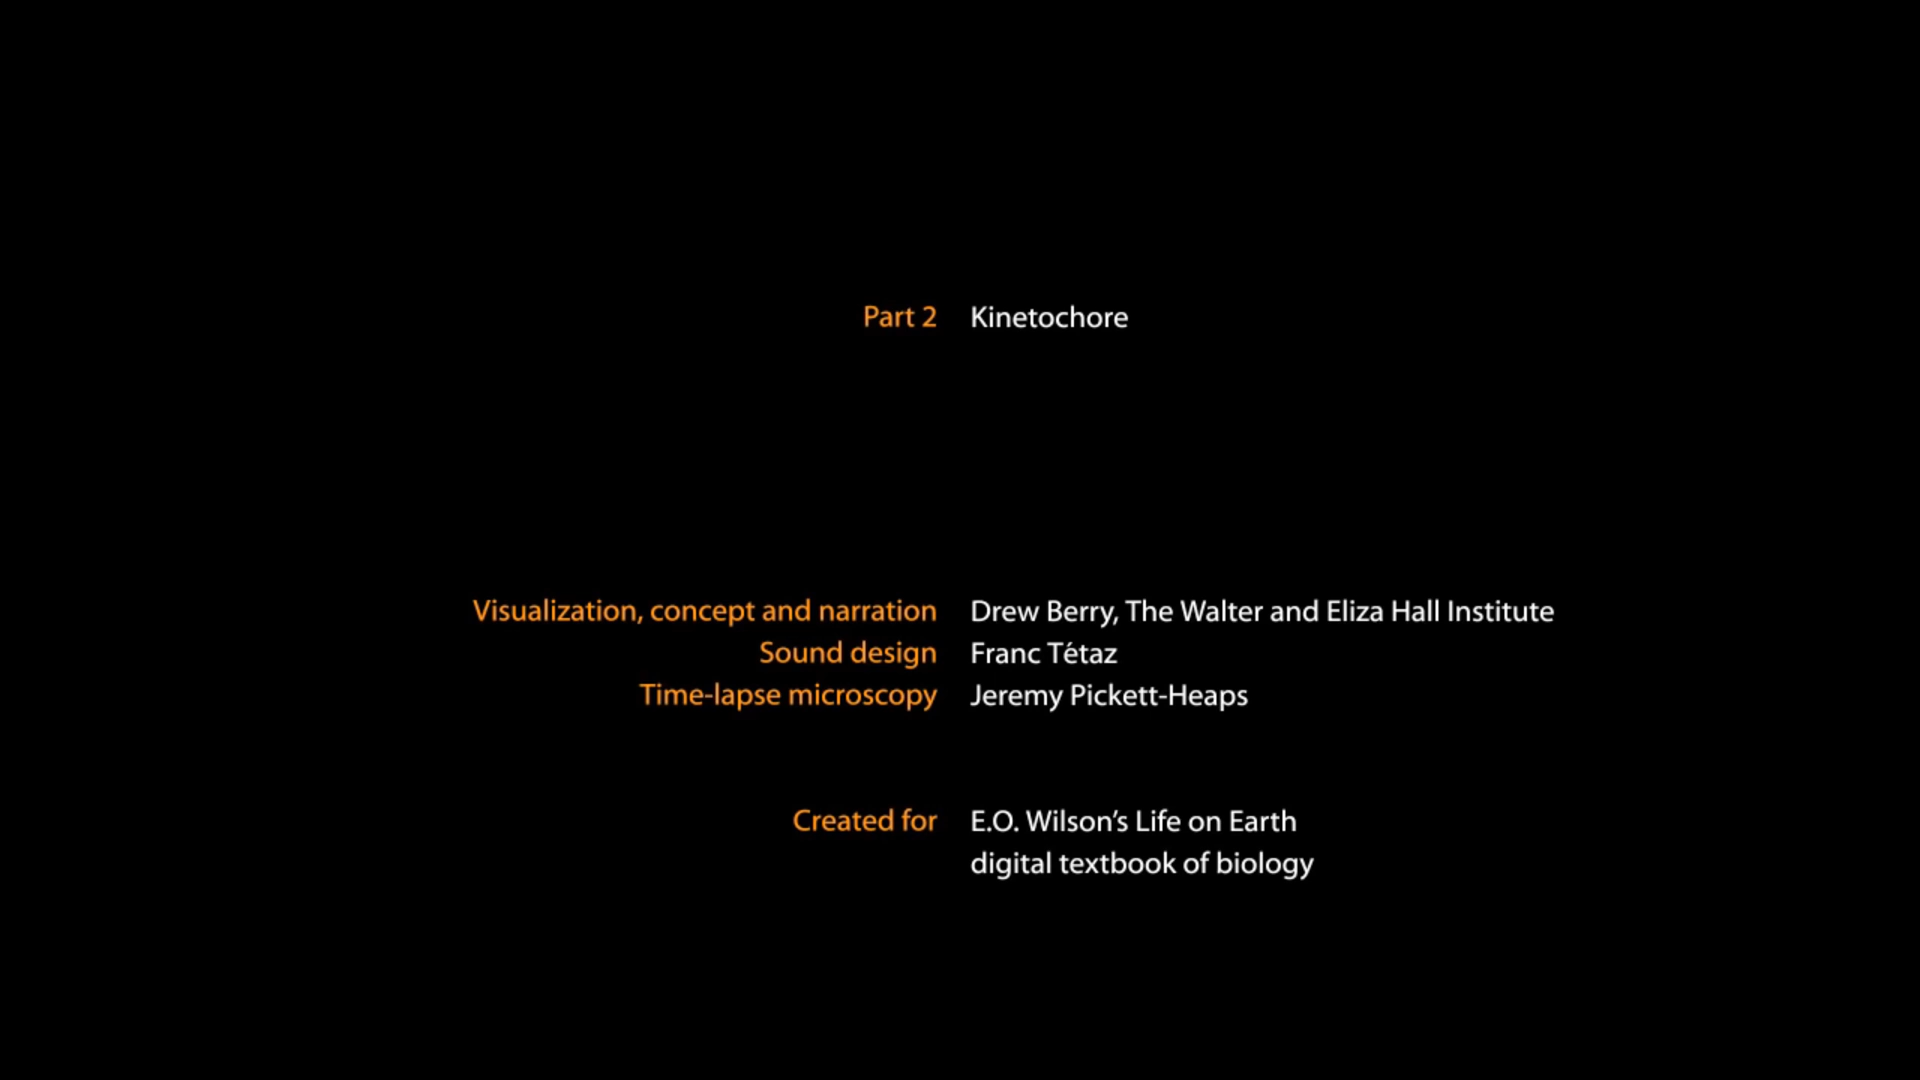 Part 2 Kinetochore
Visualization, concept and narration Drew Berry, The Walter and Eliza Hall Institute
Sound design Franc Tétaz
Time-lapse microscopy Jeremy Pickett-Heaps
Created for E.O. Wilson’s Life on Earth
digital textbook of biology